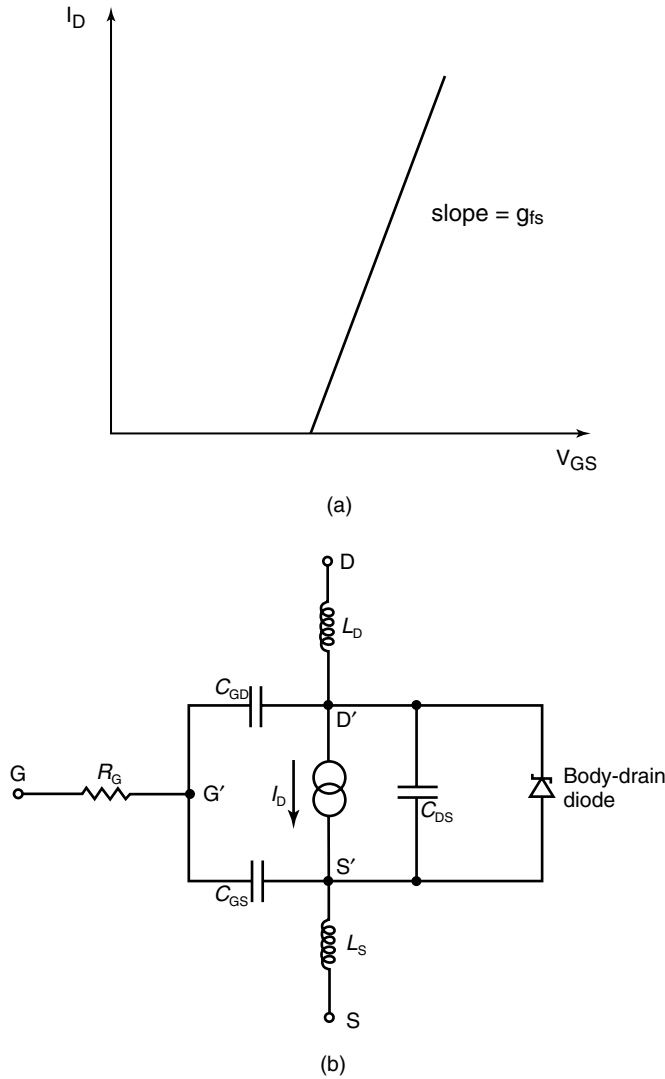 I_D
slope = g_fs
V_GS
(a)
D
L_D
C_GD
D′
G
R_G
G′
I_D
C_DS
Body-drain
diode
S′
C_GS
L_S
S
(b)